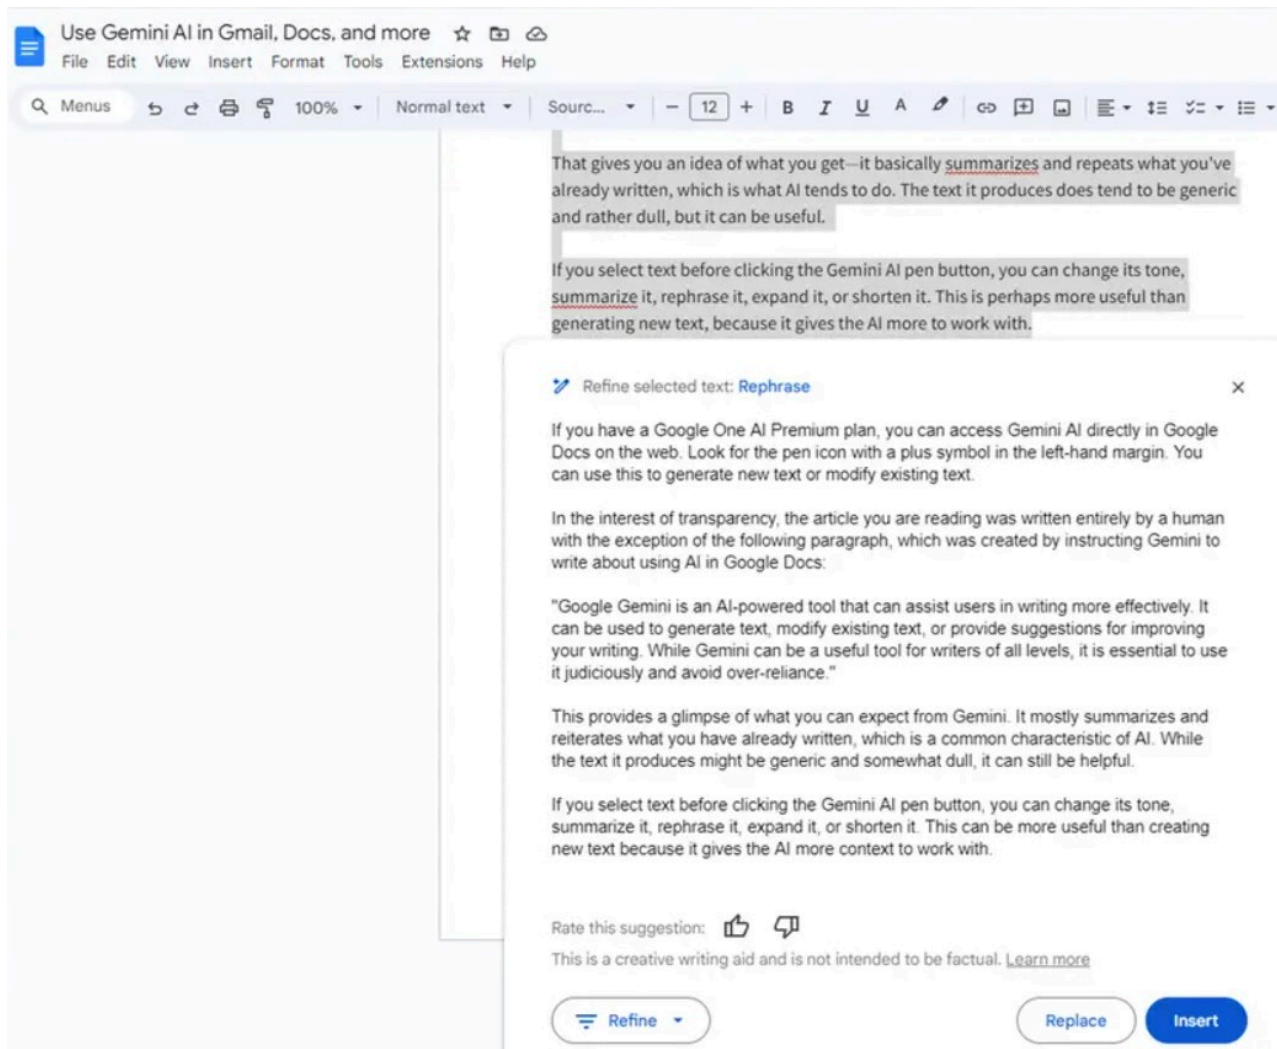 Use Gemini AI in Gmail, Docs, and more
File Edit View Insert Format Tools Extensions Help
Menus 100% Normal text Sourc... − 12 + B I U A
That gives you an idea of what you get—it basically summarizes and repeats what you've
already written, which is what AI tends to do. The text it produces does tend to be generic
and rather dull, but it can be useful.
If you select text before clicking the Gemini AI pen button, you can change its tone,
summarize it, rephrase it, expand it, or shorten it. This is perhaps more useful than
generating new text, because it gives the AI more to work with.
Refine selected text: Rephrase
If you have a Google One AI Premium plan, you can access Gemini AI directly in Google
Docs on the web. Look for the pen icon with a plus symbol in the left-hand margin. You
can use this to generate new text or modify existing text.
In the interest of transparency, the article you are reading was written entirely by a human
with the exception of the following paragraph, which was created by instructing Gemini to
write about using AI in Google Docs:
"Google Gemini is an AI-powered tool that can assist users in writing more effectively. It
can be used to generate text, modify existing text, or provide suggestions for improving
your writing. While Gemini can be a useful tool for writers of all levels, it is essential to use
it judiciously and avoid over-reliance."
This provides a glimpse of what you can expect from Gemini. It mostly summarizes and
reiterates what you have already written, which is a common characteristic of AI. While
the text it produces might be generic and somewhat dull, it can still be helpful.
If you select text before clicking the Gemini AI pen button, you can change its tone,
summarize it, rephrase it, expand it, or shorten it. This can be more useful than creating
new text because it gives the AI more context to work with.
Rate this suggestion:
This is a creative writing aid and is not intended to be factual. Learn more
Refine Replace Insert